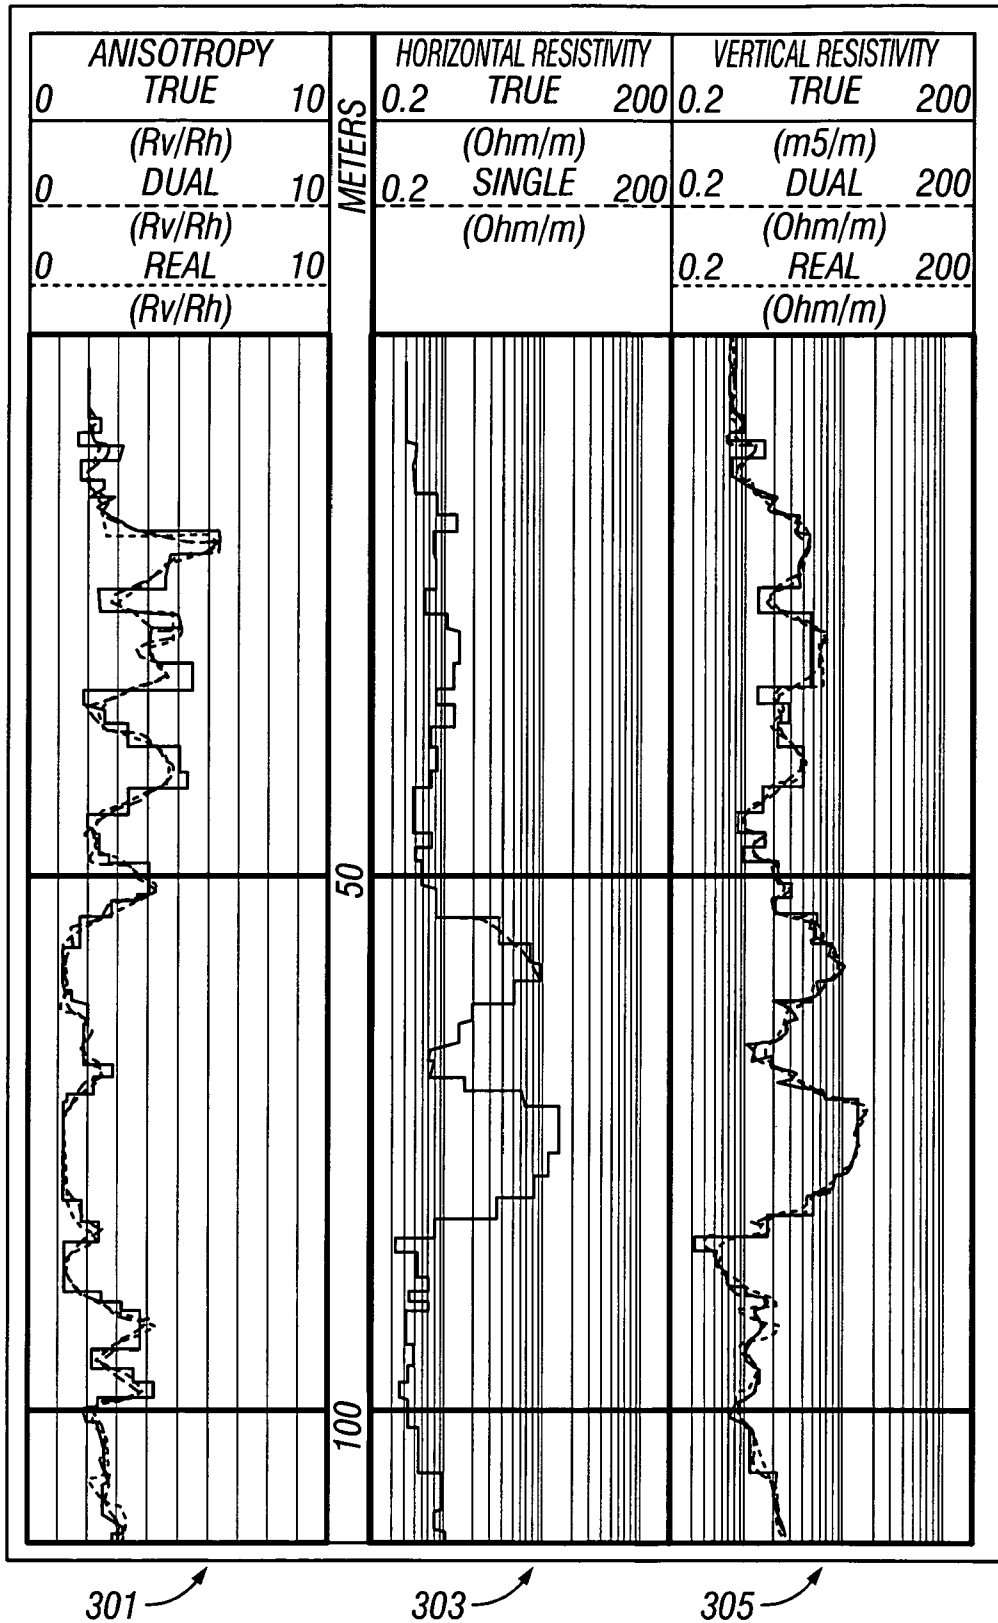 ANISOTROPY
0 TRUE 10
(Rv/Rh)
0 DUAL 10
(Rv/Rh)
0 REAL 10
(Rv/Rh)
METERS
HORIZONTAL RESISTIVITY
0.2 TRUE 200
(Ohm/m)
0.2 SINGLE 200
(Ohm/m)
VERTICAL RESISTIVITY
0.2 TRUE 200
(m5/m)
0.2 DUAL 200
(Ohm/m)
0.2 REAL 200
(Ohm/m)
50
100
301
303
305